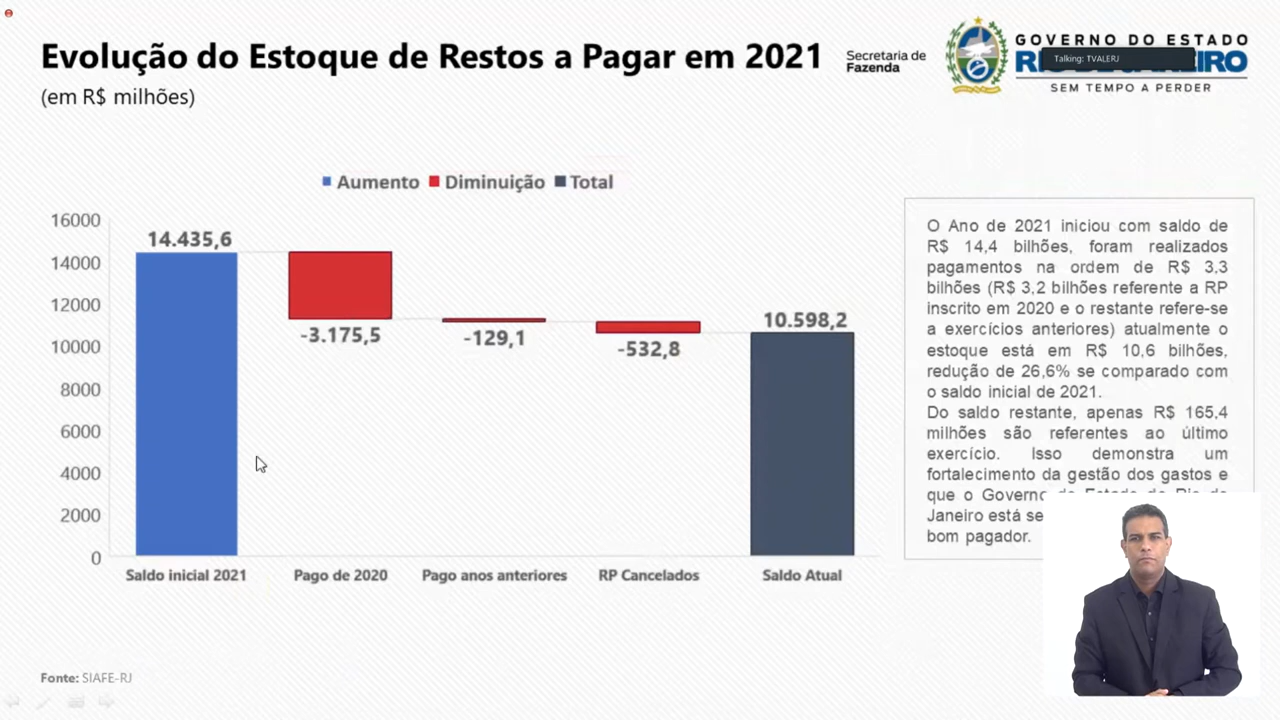 Evolução do Estoque de Restos a Pagar em 2021
(em R$ milhões)
Secretaria de
Fazenda
GOVERNO DO ESTADO
Talking: TVALERJ
SEM TEMPO A PERDER
Aumento Diminuição Total
16000
14000
12000
10000
8000
6000
4000
2000
0
14.435,6
-3.175,5
-129,1
-532,8
10.598,2
Saldo inicial 2021
Pago de 2020
Pago anos anteriores
RP Cancelados
Saldo Atual
O Ano de 2021 iniciou com saldo de
R$ 14,4 bilhões, foram realizados
pagamentos na ordem de R$ 3,3
bilhões (R$ 3,2 bilhões referente a RP
inscrito em 2020 e o restante refere-se
a exercícios anteriores) atualmente o
estoque está em R$ 10,6 bilhões,
redução de 26,6% se comparado com
o saldo inicial de 2021.
Do saldo restante, apenas R$ 165,4
milhões são referentes ao último
exercício. Isso demonstra um
fortalecimento da gestão dos gastos e
que o Governo
Janeiro está
bom pagador.
Fonte: SIAFE-RJ